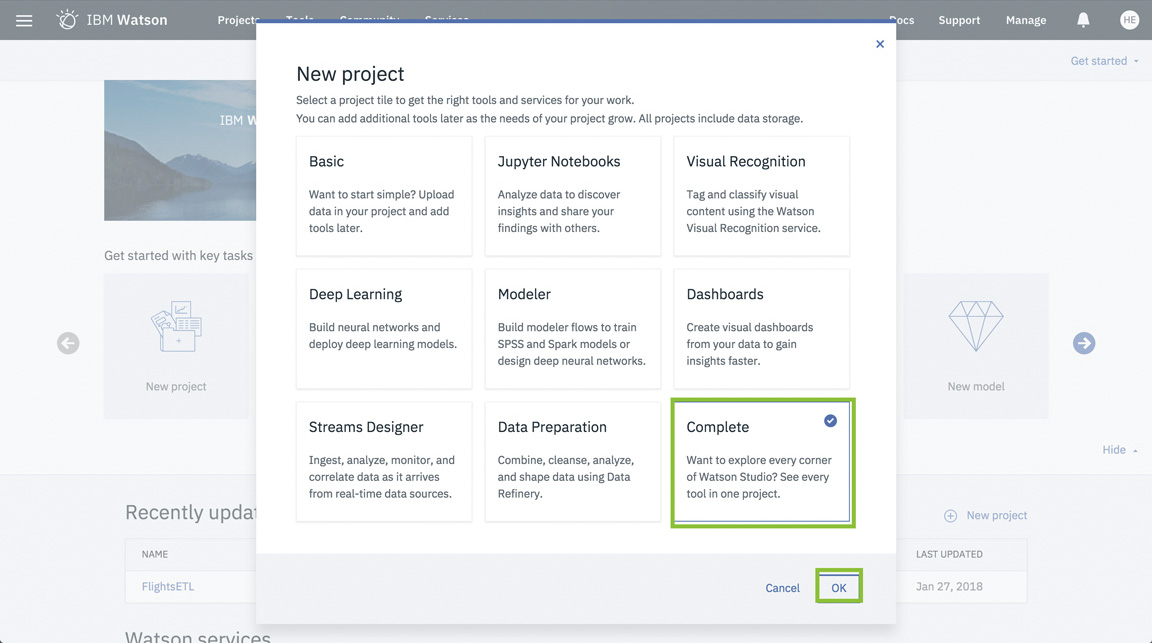 IBM Watson
Projects
Tools
Community
Services
Docs
Support
Manage
HE
Get started
IBM
New project
Select a project tile to get the right tools and services for your work.
You can add additional tools later as the needs of your project grow. All projects include data storage.
Basic
Want to start simple? Upload
data in your project and add
tools later.
Jupyter Notebooks
Analyze data to discover
insights and share your
findings with others.
Visual Recognition
Tag and classify visual
content using the Watson
Visual Recognition service.
Deep Learning
Build neural networks and
deploy deep learning models.
Modeler
Build modeler flows to train
SPSS and Spark models or
design deep neural networks.
Dashboards
Create visual dashboards
from your data to gain
insights faster.
Streams Designer
Ingest, analyze, monitor, and
correlate data as it arrives
from real-time data sources.
Data Preparation
Combine, cleanse, analyze,
and shape data using Data
Refinery.
Complete
Want to explore every corner
of Watson Studio? See every
tool in one project.
Cancel
OK
Get started with key tasks
New project
New model
Hide
Recently
New project
NAME
LAST UPDATED
FlightsETL
Jan 27, 2018
Watson services